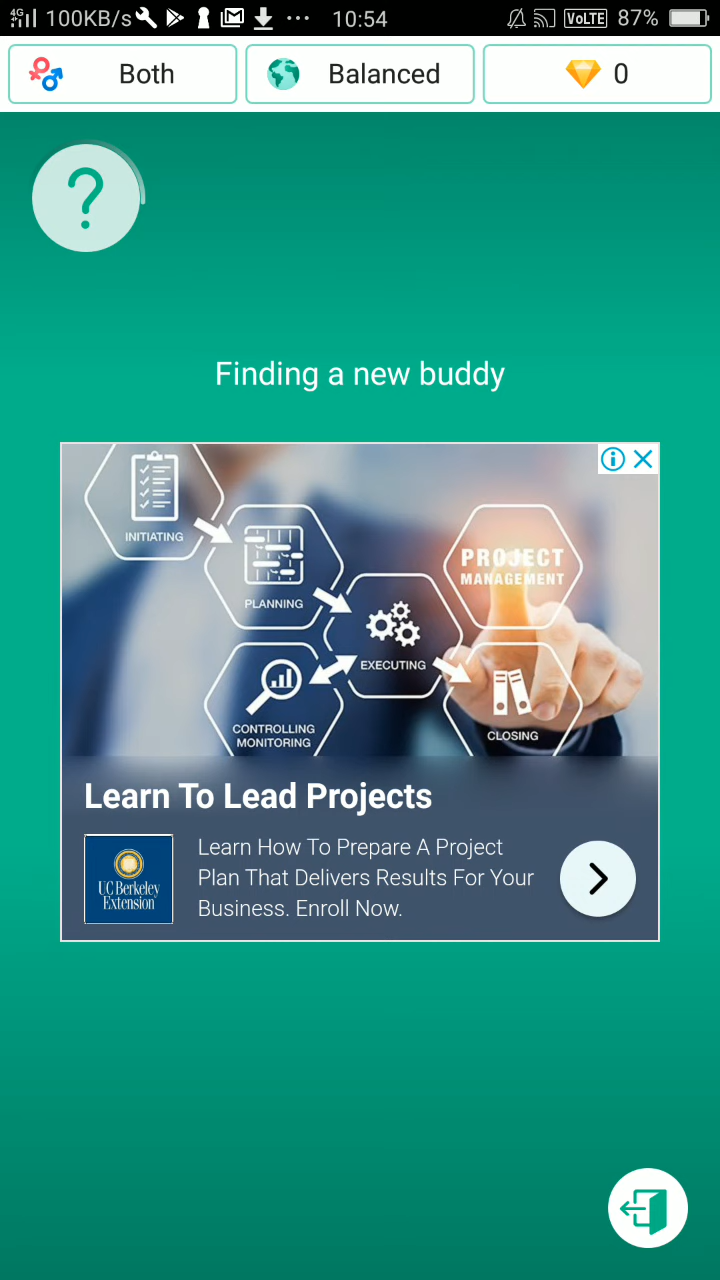 4G 100KB/s 10:54 VoLTE 87%
Both
Balanced
0
?
Finding a new buddy
INITIATING
PLANNING
PROJECT
MANAGEMENT
EXECUTING
CONTROLLING
MONITORING
CLOSING
Learn To Lead Projects
UC Berkeley
Extension
Learn How To Prepare A Project
Plan That Delivers Results For Your
Business. Enroll Now.